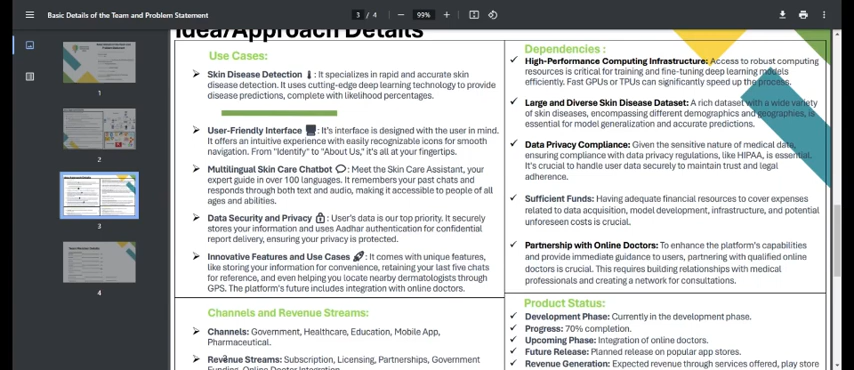 Basic Details of the Team and Problem Statement
3 / 4
99%
Idea/Approach Details
Use Cases:
Skin Disease Detection : It specializes in rapid and accurate skin
disease detection. It uses cutting-edge deep learning technology to provide
disease predictions, complete with likelihood percentages.
User-Friendly Interface : It's interface is designed with the user in mind.
It offers an intuitive experience with easily recognizable icons for smooth
navigation. From "Identify" to "About Us," it's all at your fingertips.
Multilingual Skin Care Chatbot : Meet the Skin Care Assistant, your
expert guide in over 100 languages. It remembers your past chats and
responds through both text and audio, making it accessible to people of all
ages and abilities.
Data Security and Privacy : User's data is our top priority. It securely
stores your information and uses Aadhar authentication for confidential
report delivery, ensuring your privacy is protected.
Innovative Features and Use Cases : It comes with unique features,
like storing your information for convenience, retaining your last five chats
for reference, and even helping you locate nearby dermatologists through
GPS. The platform's future includes integration with online doctors.
Channels and Revenue Streams:
Channels: Government, Healthcare, Education, Mobile App,
Pharmaceutical.
Revenue Streams: Subscription, Licensing, Partnerships, Government
Funding, Online Doctor Integration.
Dependencies :
High-Performance Computing Infrastructure: Access to robust computing
resources is critical for training and fine-tuning deep learning models
efficiently. Fast GPUs or TPUs can significantly speed up the process.
Large and Diverse Skin Disease Dataset: A rich dataset with a wide variety
of skin diseases, encompassing different demographics and geographies, is
essential for model generalization and accurate predictions.
Data Privacy Compliance: Given the sensitive nature of medical data,
ensuring compliance with data privacy regulations, like HIPAA, is essential.
It's crucial to handle user data securely to maintain trust and legal
adherence.
Sufficient Funds: Having adequate financial resources to cover expenses
related to data acquisition, model development, infrastructure, and potential
unforeseen costs is crucial.
Partnership with Online Doctors: To enhance the platform's capabilities
and provide immediate guidance to users, partnering with qualified online
doctors is crucial. This requires building relationships with medical
professionals and creating a network for consultations.
Product Status:
Development Phase: Currently in the development phase.
Progress: 70% completion.
Upcoming Phase: Integration of online doctors.
Future Release: Planned release on popular app stores.
Revenue Generation: Expected revenue through services offered, play store
1
2
3
4